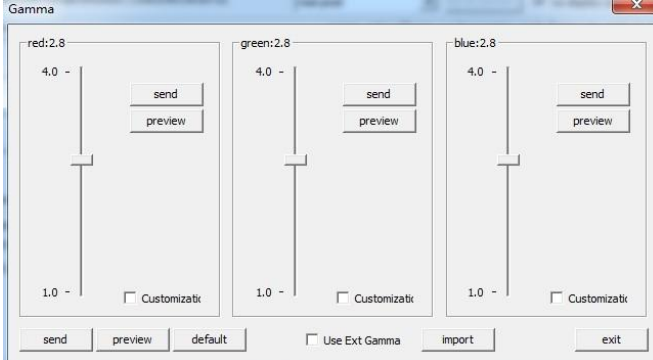 Gamma
red:2.8
green:2.8
blue:2.8
4.0 -
4.0 -
4.0 -
send
send
send
preview
preview
preview
1.0 -
1.0 -
1.0 -
Customizatic
Customizatic
Customizatic
send
preview
default
Use Ext Gamma
import
exit